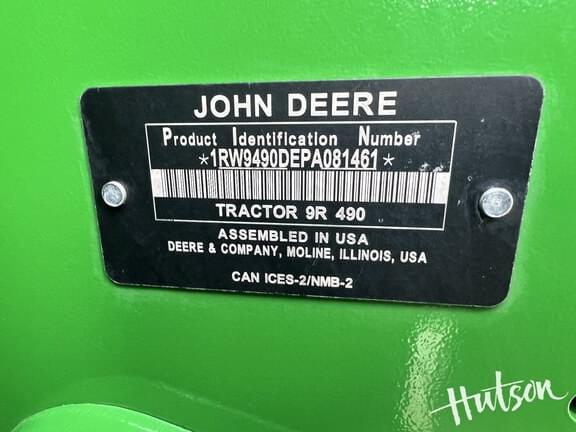 JOHN DEERE
Product Identification Number
*1RW9490DEPA081461*
TRACTOR 9R 490
ASSEMBLED IN USA
DEERE & COMPANY, MOLINE, ILLINOIS, USA
CAN ICES-2/NMB-2
Hutson